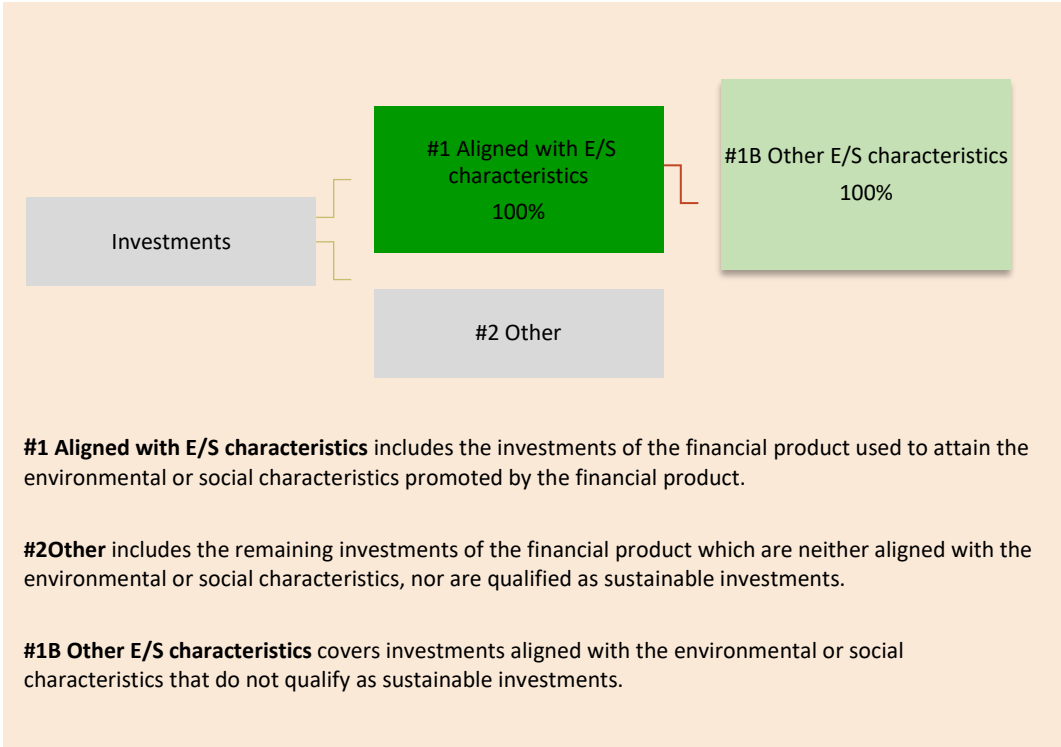 #1 Aligned with E/S
characteristics
100%
#1B Other E/S characteristics
100%
Investments
#2 Other
#1 Aligned with E/S characteristics includes the investments of the financial product used to attain the
environmental or social characteristics promoted by the financial product.
#2Other includes the remaining investments of the financial product which are neither aligned with the
environmental or social characteristics, nor are qualified as sustainable investments.
#1B Other E/S characteristics covers investments aligned with the environmental or social
characteristics that do not qualify as sustainable investments.